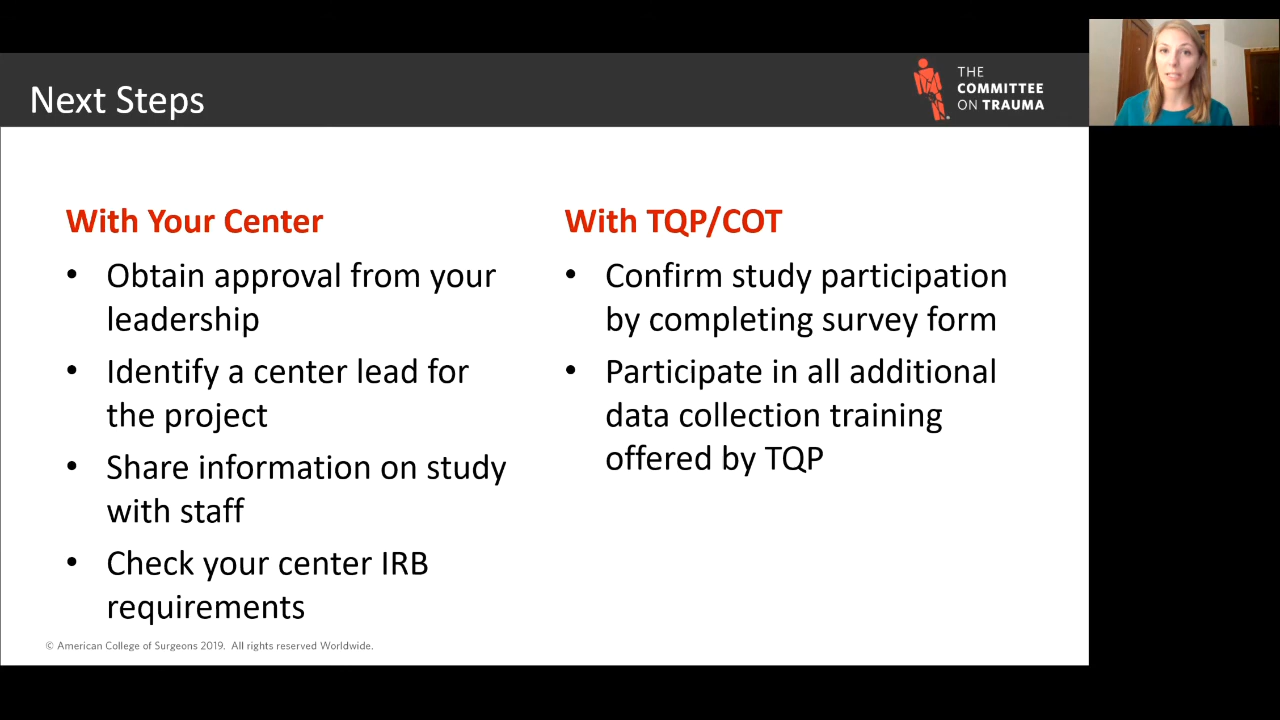 Next Steps
THE
COMMITTEE
ON TRAUMA
With Your Center
• Obtain approval from your
leadership
• Identify a center lead for
the project
• Share information on study
with staff
• Check your center IRB
requirements
With TQP/COT
• Confirm study participation
by completing survey form
• Participate in all additional
data collection training
offered by TQP
© American College of Surgeons 2019. All rights reserved Worldwide.